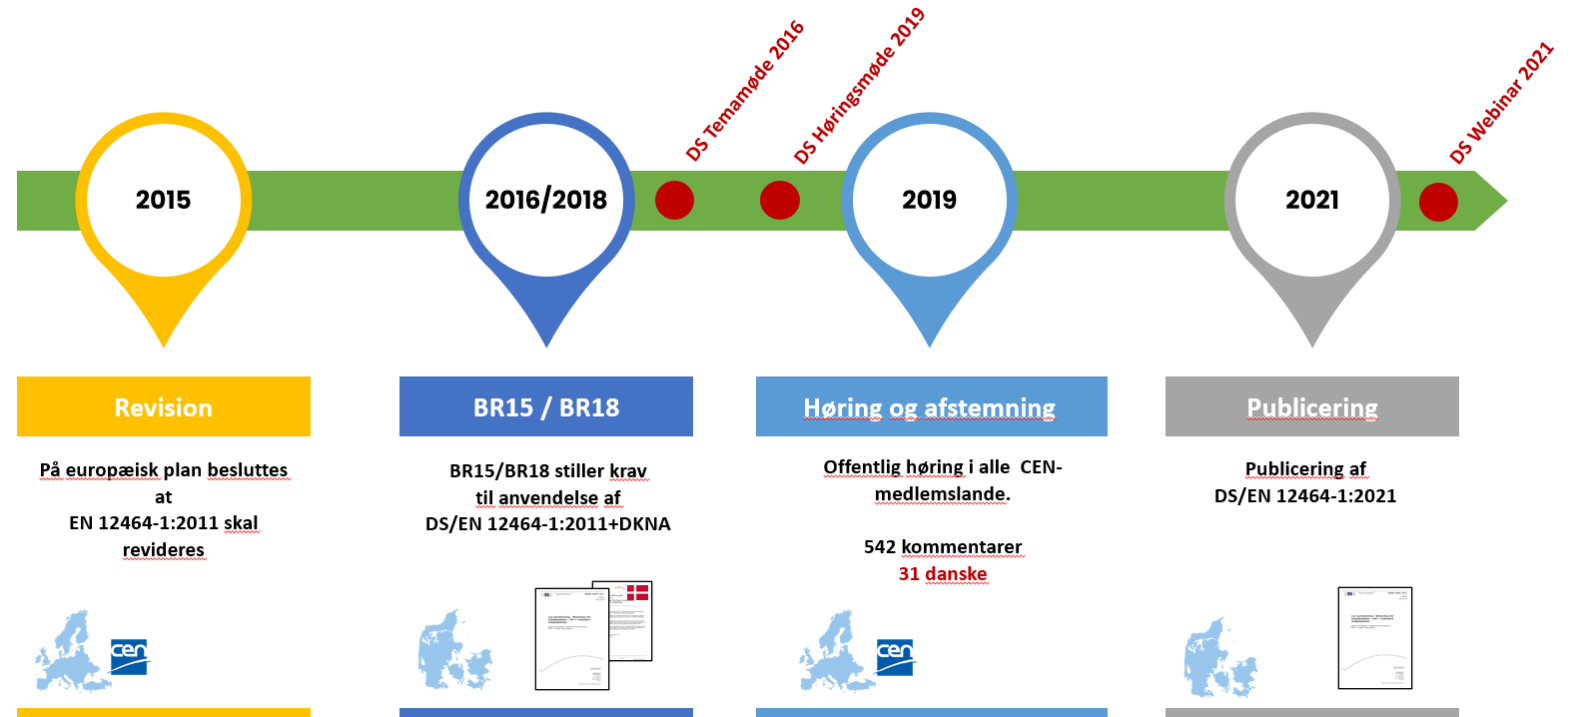 DS Temamøde 2016
DS Høringsmøde 2019
DS Webinar 2021
2015
2016/2018
2019
2021
Revision
BR15 / BR18
Høring og afstemning
Publicering
På europæisk plan besluttes
at
EN 12464-1:2011 skal
revideres
BR15/BR18 stiller krav
til anvendelse af
DS/EN 12464-1:2011+DKNA
Offentlig høring i alle  CEN-
medlemslande.
542 kommentarer
31 danske
Publicering af
DS/EN 12464-1:2021
cen
cen